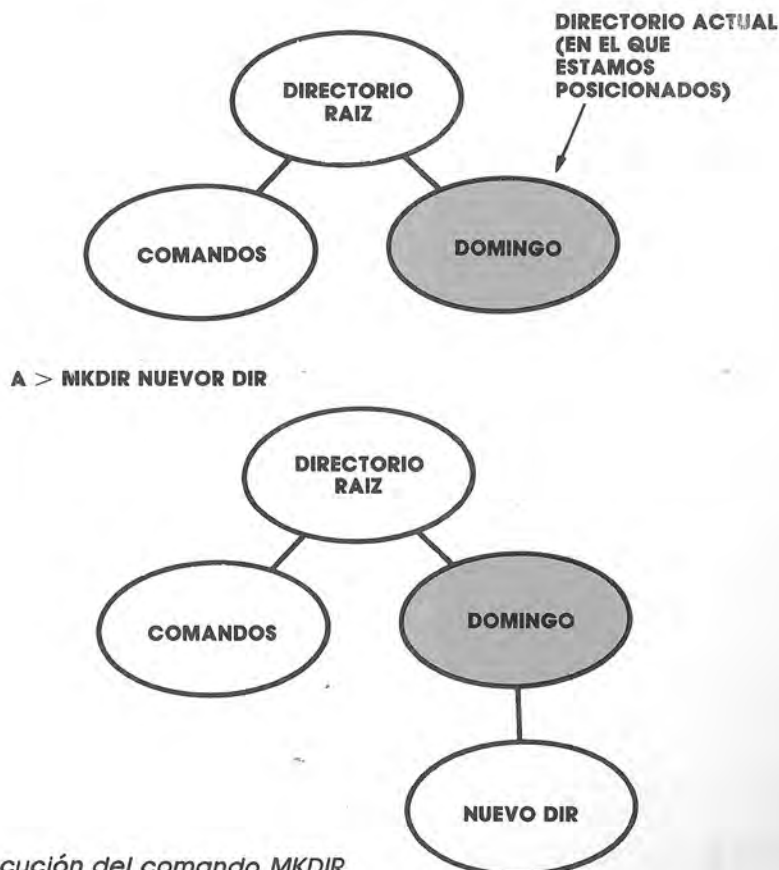 DIRECTORIO ACTUAL
(EN EL QUE
ESTAMOS
POSICIONADOS)
DIRECTORIO
RAIZ
COMANDOS
DOMINGO
A > MKDIR NUEVOR DIR
DIRECTORIO
RAIZ
COMANDOS
DOMINGO
NUEVO DIR
cución del comando MKDIR